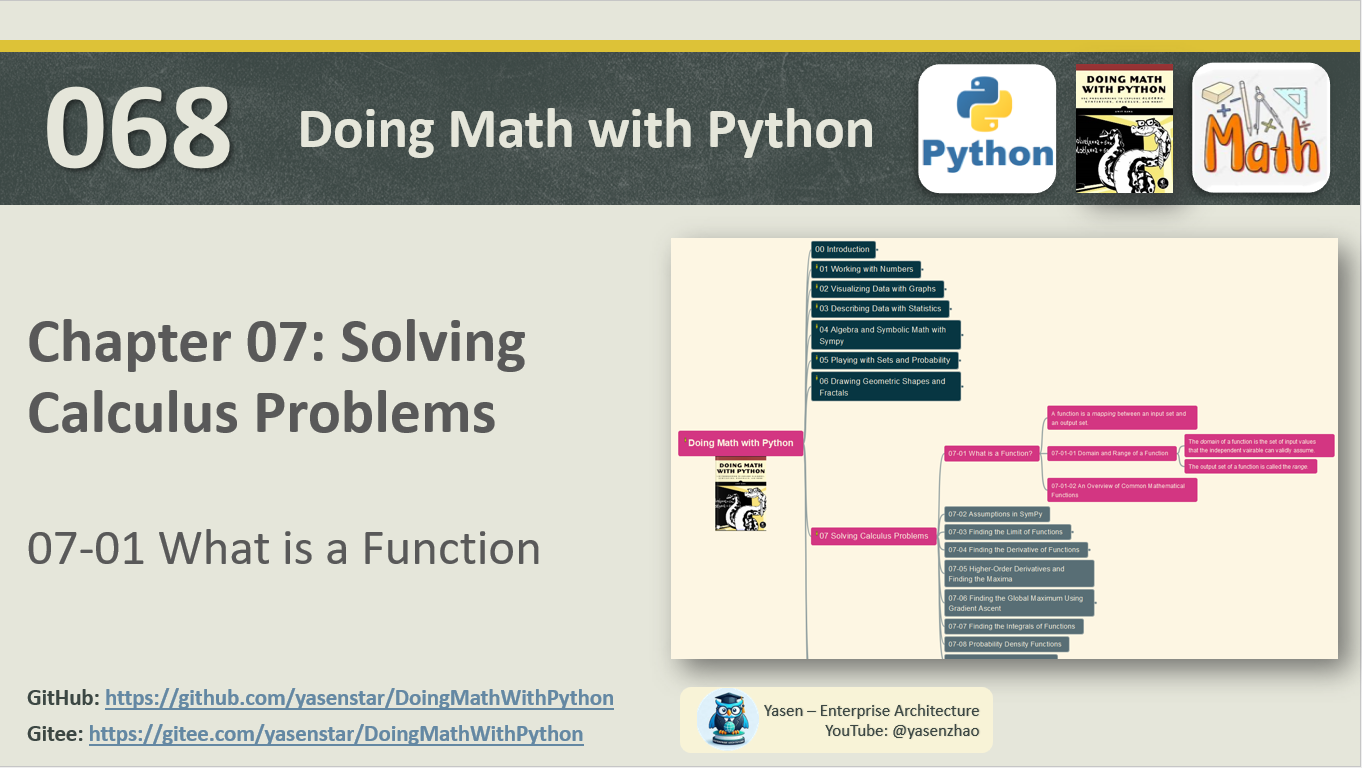 068
Doing Math with Python
Python
DOING MATH
WITH PYTHON
Math
Chapter 07: Solving
Calculus Problems
07-01 What is a Function
00 Introduction
01 Working with Numbers
02 Visualizing Data with Graphs
03 Describing Data with Statistics
04 Algebra and Symbolic Math with
Sympy
05 Playing with Sets and Probability
06 Drawing Geometric Shapes and
Fractals
Doing Math with Python
DOING MATH
WITH PYTHON
07 Solving Calculus Problems
07-01 What is a Function?
A function is a mapping between an input set and
an output set
07-01-01 Domain and Range of a Function
The domain of a function is the set of input values
that the independent vairable can validly assume
The output set of a function is called the range
07-01-02 An Overview of Common Mathematical
Functions
07-02 Assumptions in SymPy
07-03 Finding the Limit of Functions
07-04 Finding the Derivative of Functions
07-05 Higher-Order Derivatives and
Finding the Maxima
07-06 Finding the Global Maximum Using
Gradient Ascent
07-07 Finding the Integrals of Functions
07-08 Probability Density Functions
GitHub: https://github.com/yasenstar/DoingMathWithPython
Gitee: https://gitee.com/yasenstar/DoingMathWithPython
Yasen – Enterprise Architecture
YouTube: @yasenzhao